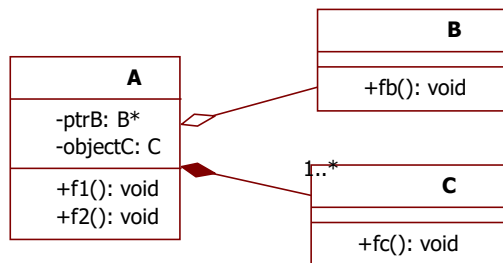 A
-ptrB: B*
-objectC: C
+f1(): void
+f2(): void
B
+fb(): void
1..*
C
+fc(): void